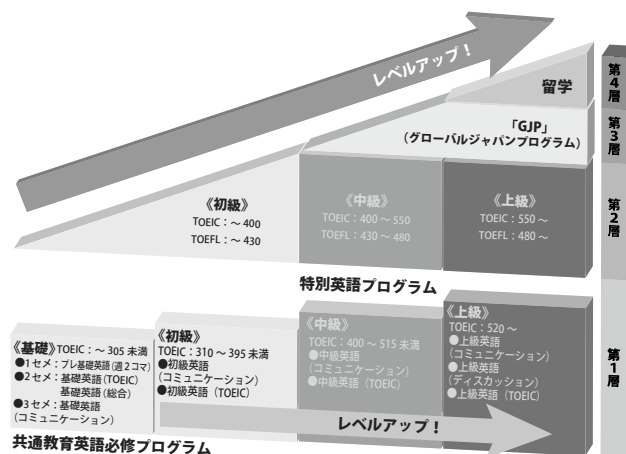 レベルアップ！
留学
「GJP」
（グローバルジャパンプログラム）
《初級》
TOEIC：～ 400
TOEFL：～ 430
《中級》
TOEIC：400 ～ 550
TOEFL：430 ～ 480
《上級》
TOEIC：550 ～
TOEFL：480 ～
第4層
第3層
第2層
第1層
特別英語プログラム
《基礎》TOEIC：～ 305 未満
●1セメ：プレ基礎英語（週2コマ）
●2セメ：基礎英語（TOEIC）
基礎英語（総合）
●3セメ：基礎英語
（コミュニケーション）
《初級》
TOEIC：310 ～ 395 未満
●初級英語
（コミュニケーション）
●初級英語（TOEIC）
《中級》
TOEIC：400 ～ 515 未満
●中級英語
（コミュニケーション）
●中級英語（TOEIC）
《上級》
TOEIC：520 ～
●上級英語
（コミュニケーション）
●上級英語
（ディスカッション）
●上級英語（TOEIC）
レベルアップ！
共通教育英語必修プログラム